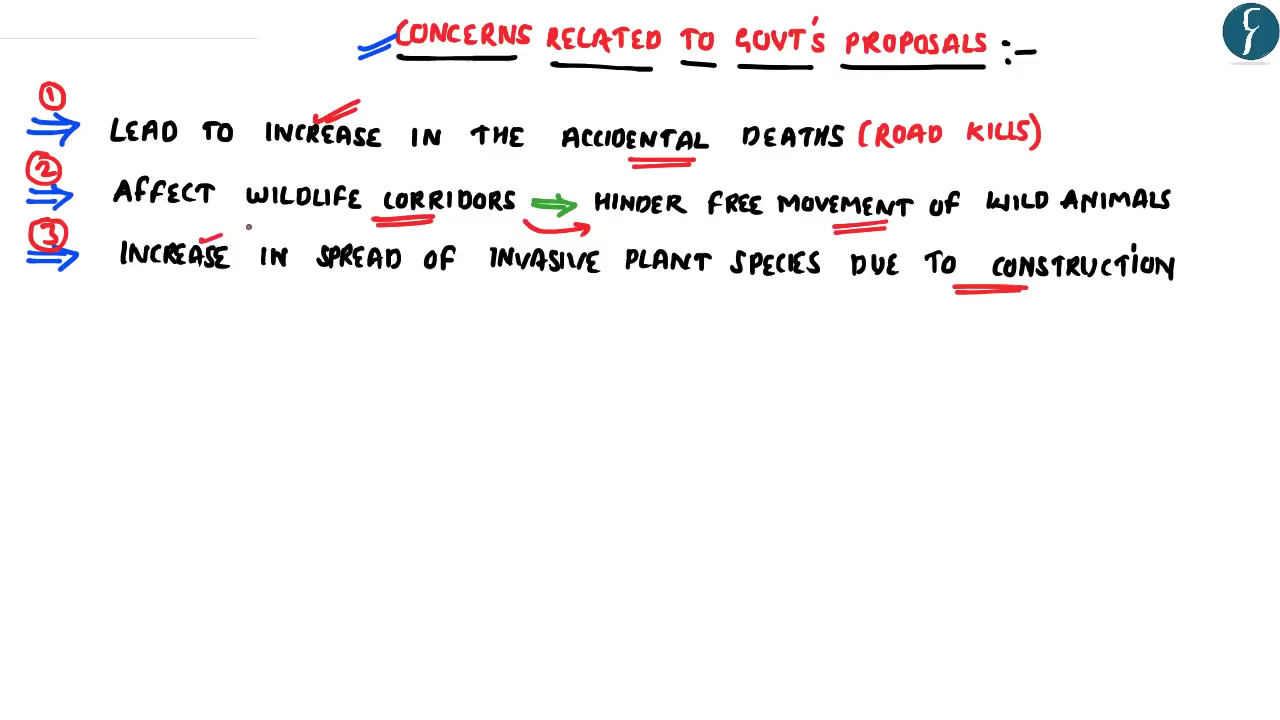 CONCERNS RELATED TO GOVT'S PROPOSALS :-
① LEAD TO INCREASE IN THE ACCIDENTAL DEATHS (ROAD KILLS)
② AFFECT WILDLIFE CORRIDORS ⇒ HINDER FREE MOVEMENT OF WILD ANIMALS
③ INCREASE IN SPREAD OF INVASIVE PLANT SPECIES DUE TO CONSTRUCTION